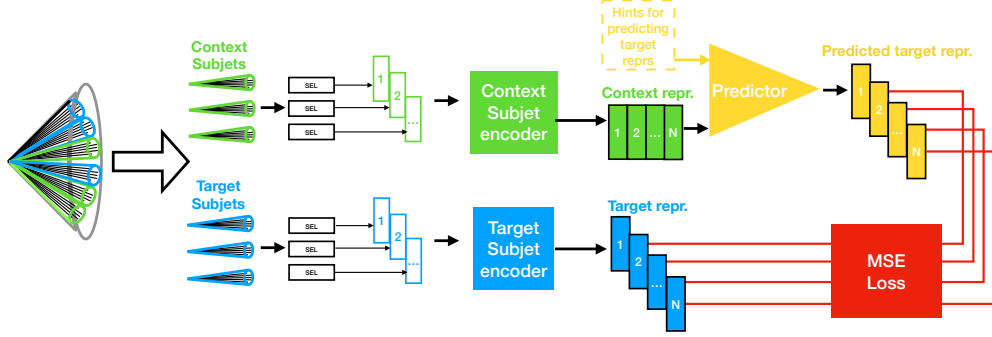 Context
Subjets
SEL
SEL
SEL
1
2
...
Context
Subjet
encoder
Hints for
predicting
target
reprs
Context repr.
1 2 ... N
Predictor
Predicted target repr.
1
2
...
N
Target
Subjets
SEL
SEL
SEL
1
2
...
Target
Subjet
encoder
Target repr.
1
2
...
N
MSE
Loss